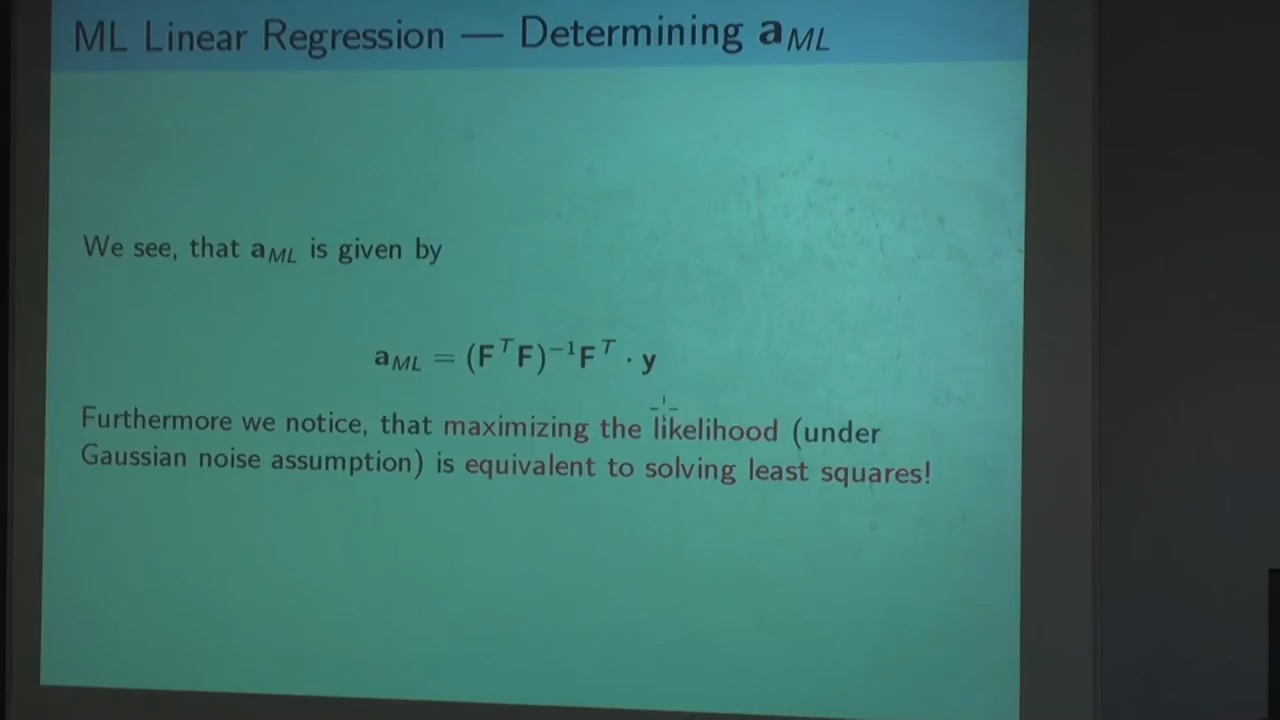 ML Linear Regression — Determining a_ML
We see, that a_ML is given by
a_ML = (F^T F)^−1 F^T · y
Furthermore we notice, that maximizing the likelihood (under
Gaussian noise assumption) is equivalent to solving least squares!